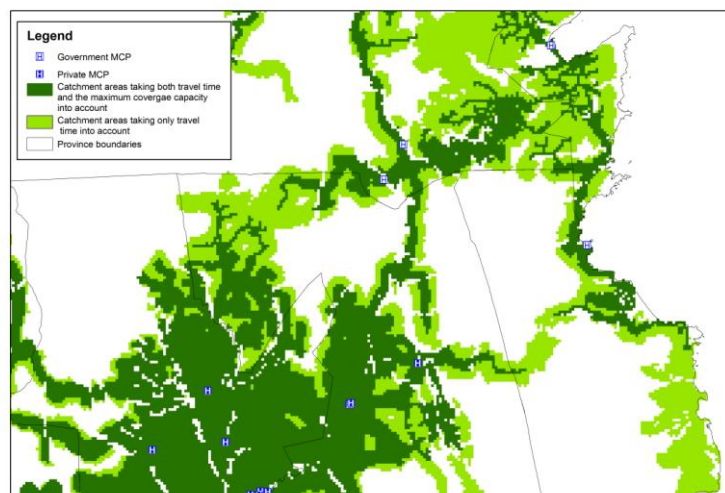 Legend
H Government MCP
H Private MCP
Catchment areas taking both travel time
and the maximum covergae capacity
into account
Catchment areas taking only travel
time into account
Province boundaries